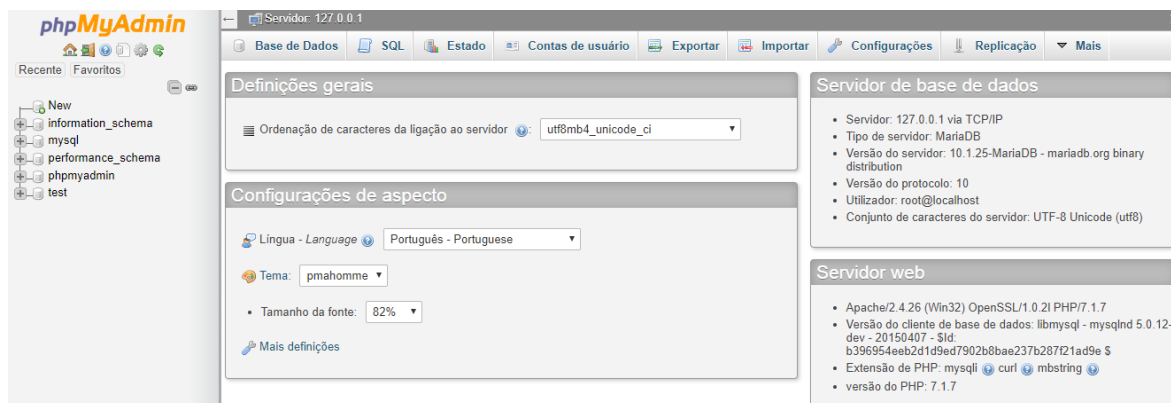 phpMyAdmin
Recente Favoritos
New
information_schema
mysql
performance_schema
phpmyadmin
test
Servidor: 127.0.0.1
Base de Dados SQL Estado Contas de usuário Exportar Importar Configurações Replicação Mais
Definições gerais
Ordenação de caracteres da ligação ao servidor : utf8mb4_unicode_ci
Configurações de aspecto
Língua - Language Português - Portuguese
Tema: pmahomme
• Tamanho da fonte: 82%
Mais definições
Servidor de base de dados
• Servidor: 127.0.0.1 via TCP/IP
• Tipo de servidor: MariaDB
• Versão do servidor: 10.1.25-MariaDB - mariadb.org binary
distribution
• Versão do protocolo: 10
• Utilizador: root@localhost
• Conjunto de caracteres do servidor: UTF-8 Unicode (utf8)
Servidor web
• Apache/2.4.26 (Win32) OpenSSL/1.0.2l PHP/7.1.7
• Versão do cliente de base de dados: libmysql - mysqlnd 5.0.12-
dev - 20150407 - $Id:
b396954eeb2d1d9ed7902b8bae237b287f21ad9e $
• Extensão de PHP: mysqli curl mbstring
• versão do PHP: 7.1.7